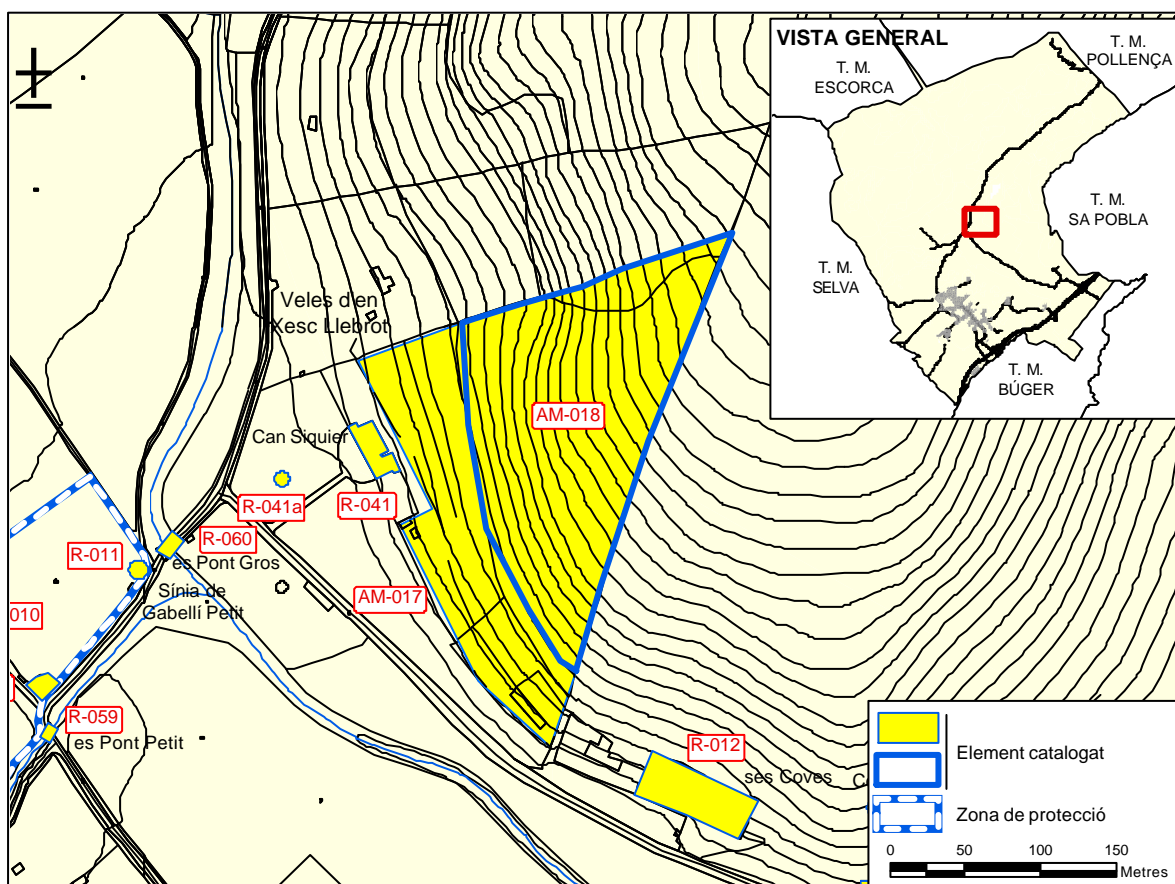 VISTA GENERAL
T. M.
POLLENÇA
T. M.
ESCORCA
T. M.
SA POBLA
T. M.
SELVA
T. M.
BÚGER
Veles d'en
Xesc Llebrot
AM-018
Can Siquier
R-041a
R-041
R-060
R-011
es Pont Gros
Sínia de
Gabellí Petit
AM-017
010
R-059
es Pont Petit
R-012
ses Coves
C
Element catalogat
Zona de protecció
0 50 100 150
Metres